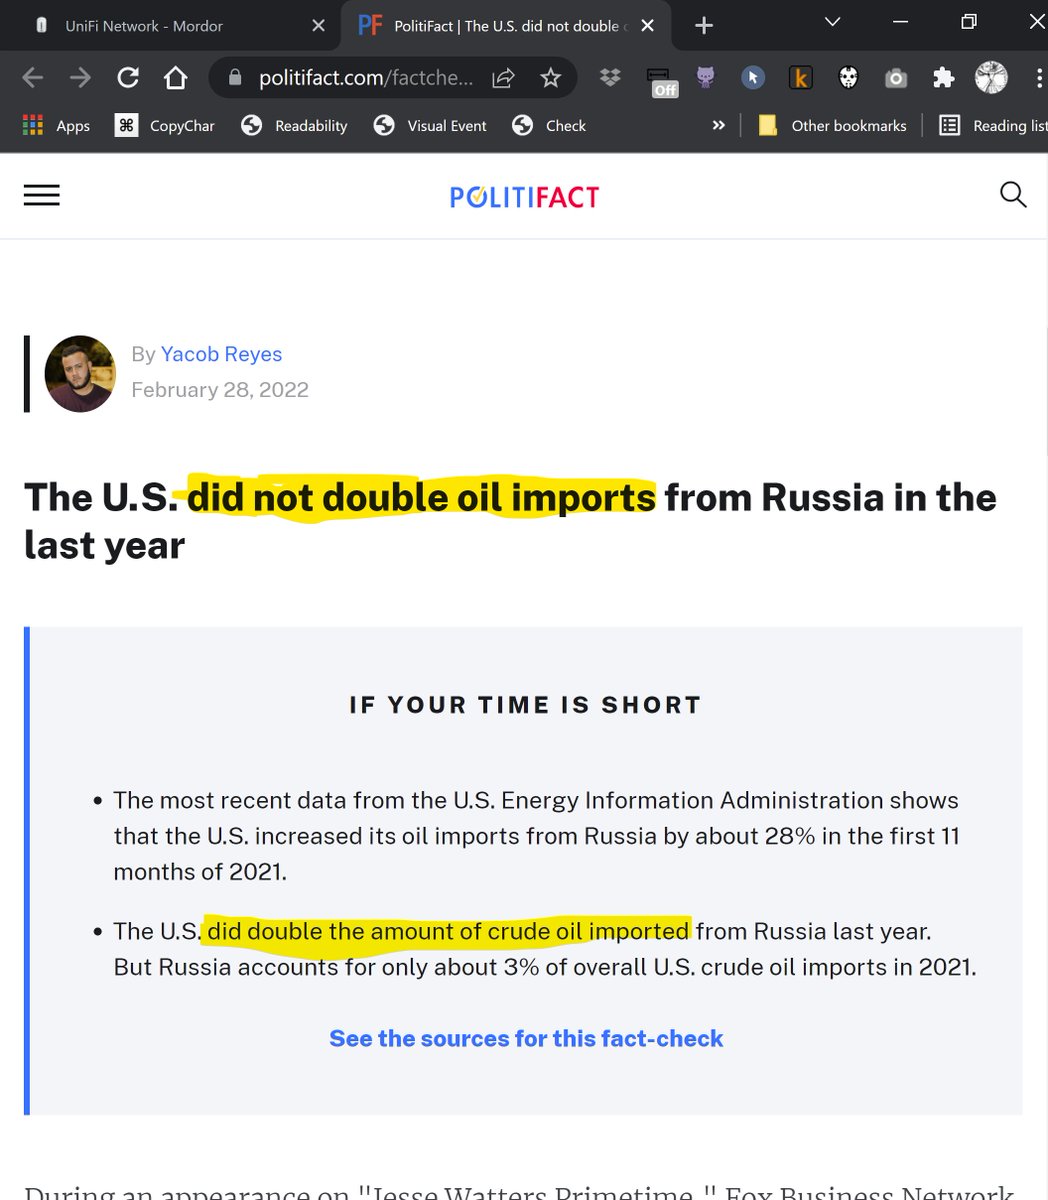 UniFi Network - Mordor
PolitiFact | The U.S. did not double
politifact.com/factche...
Off
Apps
CopyChar
Readability
Visual Event
Check
Other bookmarks
Reading list
POLITIFACT
By Yacob Reyes
February 28, 2022
The U.S. did not double oil imports from Russia in the
last year
IF YOUR TIME IS SHORT
• The most recent data from the U.S. Energy Information Administration shows
that the U.S. increased its oil imports from Russia by about 28% in the first 11
months of 2021.
• The U.S. did double the amount of crude oil imported from Russia last year.
But Russia accounts for only about 3% of overall U.S. crude oil imports in 2021.
See the sources for this fact-check
During an appearance on "Jesse Watters Primetime," Fox Business Network